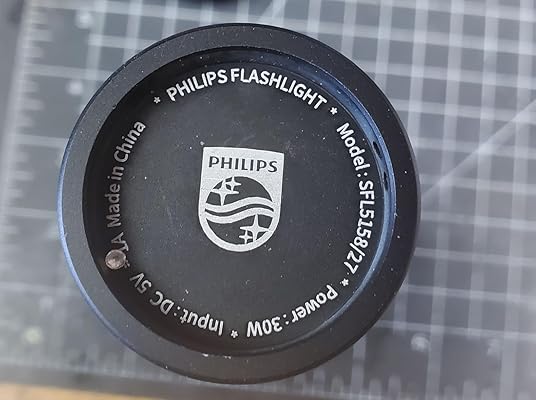 * PHILIPS FLASHLIGHT * Model : SFL5158/27 * Power : 30W * Input : DC 5V A Made in China
PHILIPS